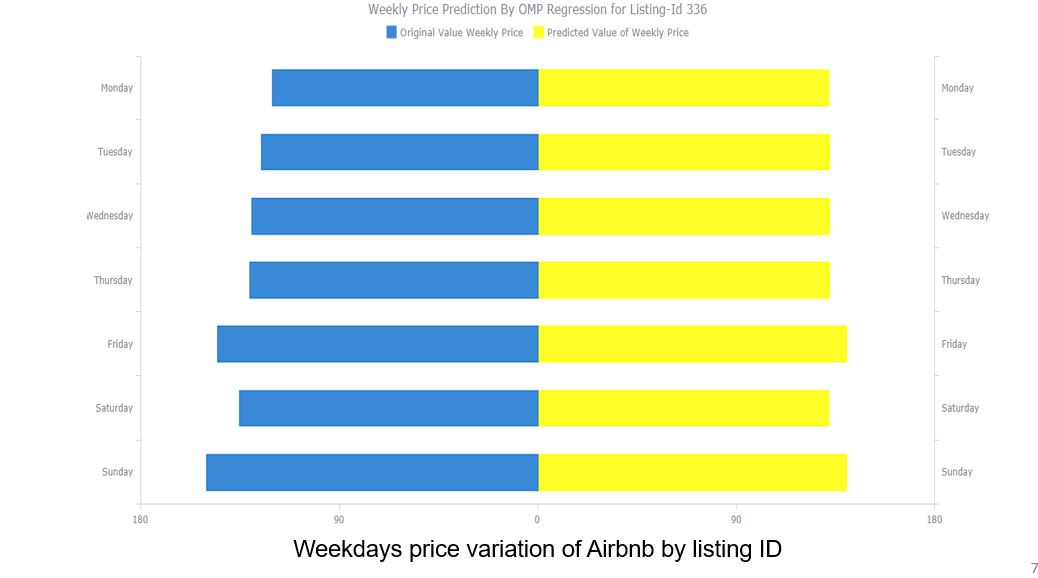 Weekly Price Prediction By OMP Regression for Listing-Id 336
Original Value Weekly Price Predicted Value of Weekly Price
Monday Monday
Tuesday Tuesday
Wednesday Wednesday
Thursday Thursday
Friday Friday
Saturday Saturday
Sunday Sunday
180 90 0 90 180
Weekdays price variation of Airbnb by listing ID
7